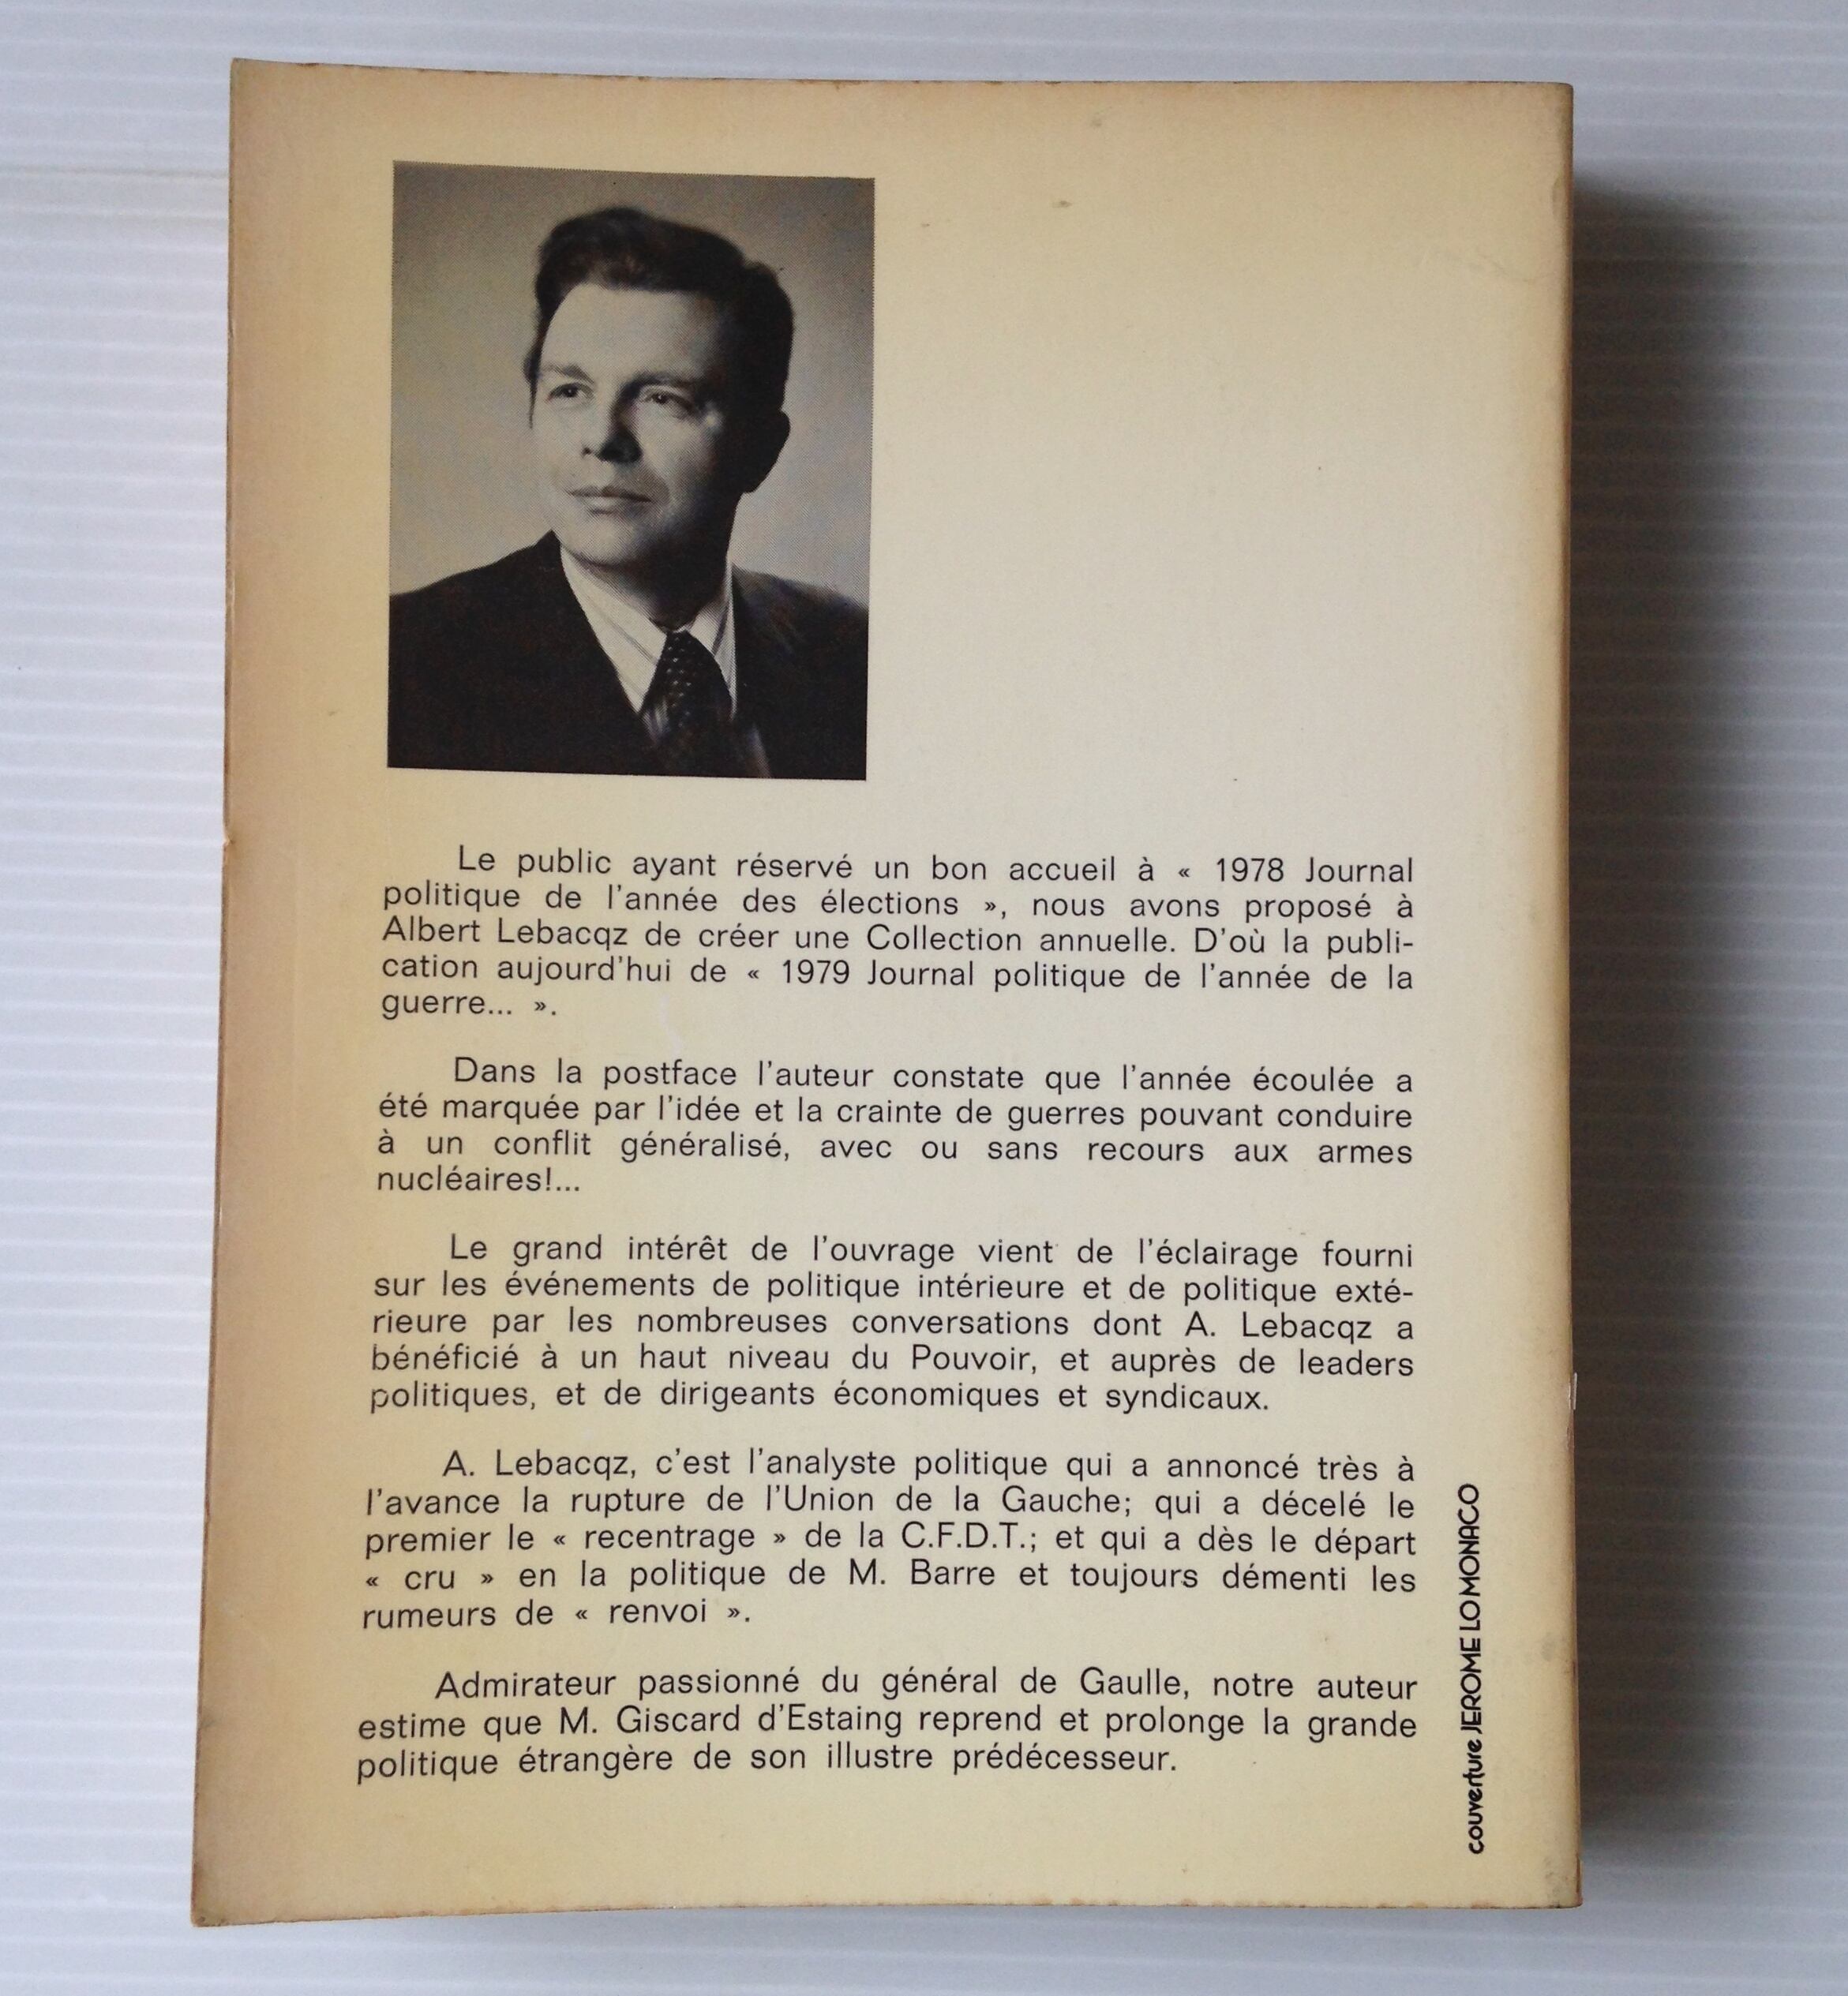 Le public ayant réservé un bon accueil à « 1978 Journal
politique de l'année des élections », nous avons proposé à
Albert Lebacqz de créer une Collection annuelle. D'où la publi-
cation aujourd'hui de « 1979 Journal politique de l'année de la
guerre... ».
Dans la postface l'auteur constate que l'année écoulée a
été marquée par l'idée et la crainte de guerres pouvant conduire
à un conflit généralisé, avec ou sans recours aux armes
nucléaires!...
Le grand intérêt de l'ouvrage vient de l'éclairage fourni
sur les événements de politique intérieure et de politique exté-
rieure par les nombreuses conversations dont A. Lebacqz a
bénéficié à un haut niveau du Pouvoir, et auprès de leaders
politiques, et de dirigeants économiques et syndicaux.
A. Lebacqz, c'est l'analyste politique qui a annoncé très à
l'avance la rupture de l'Union de la Gauche; qui a décelé le
premier le « recentrage » de la C.F.D.T.; et qui a dès le départ
« cru » en la politique de M. Barre et toujours démenti les
rumeurs de « renvoi ».
Admirateur passionné du général de Gaulle, notre auteur
estime que M. Giscard d'Estaing reprend et prolonge la grande
politique étrangère de son illustre prédécesseur.
couverture JEROME LO MONACO